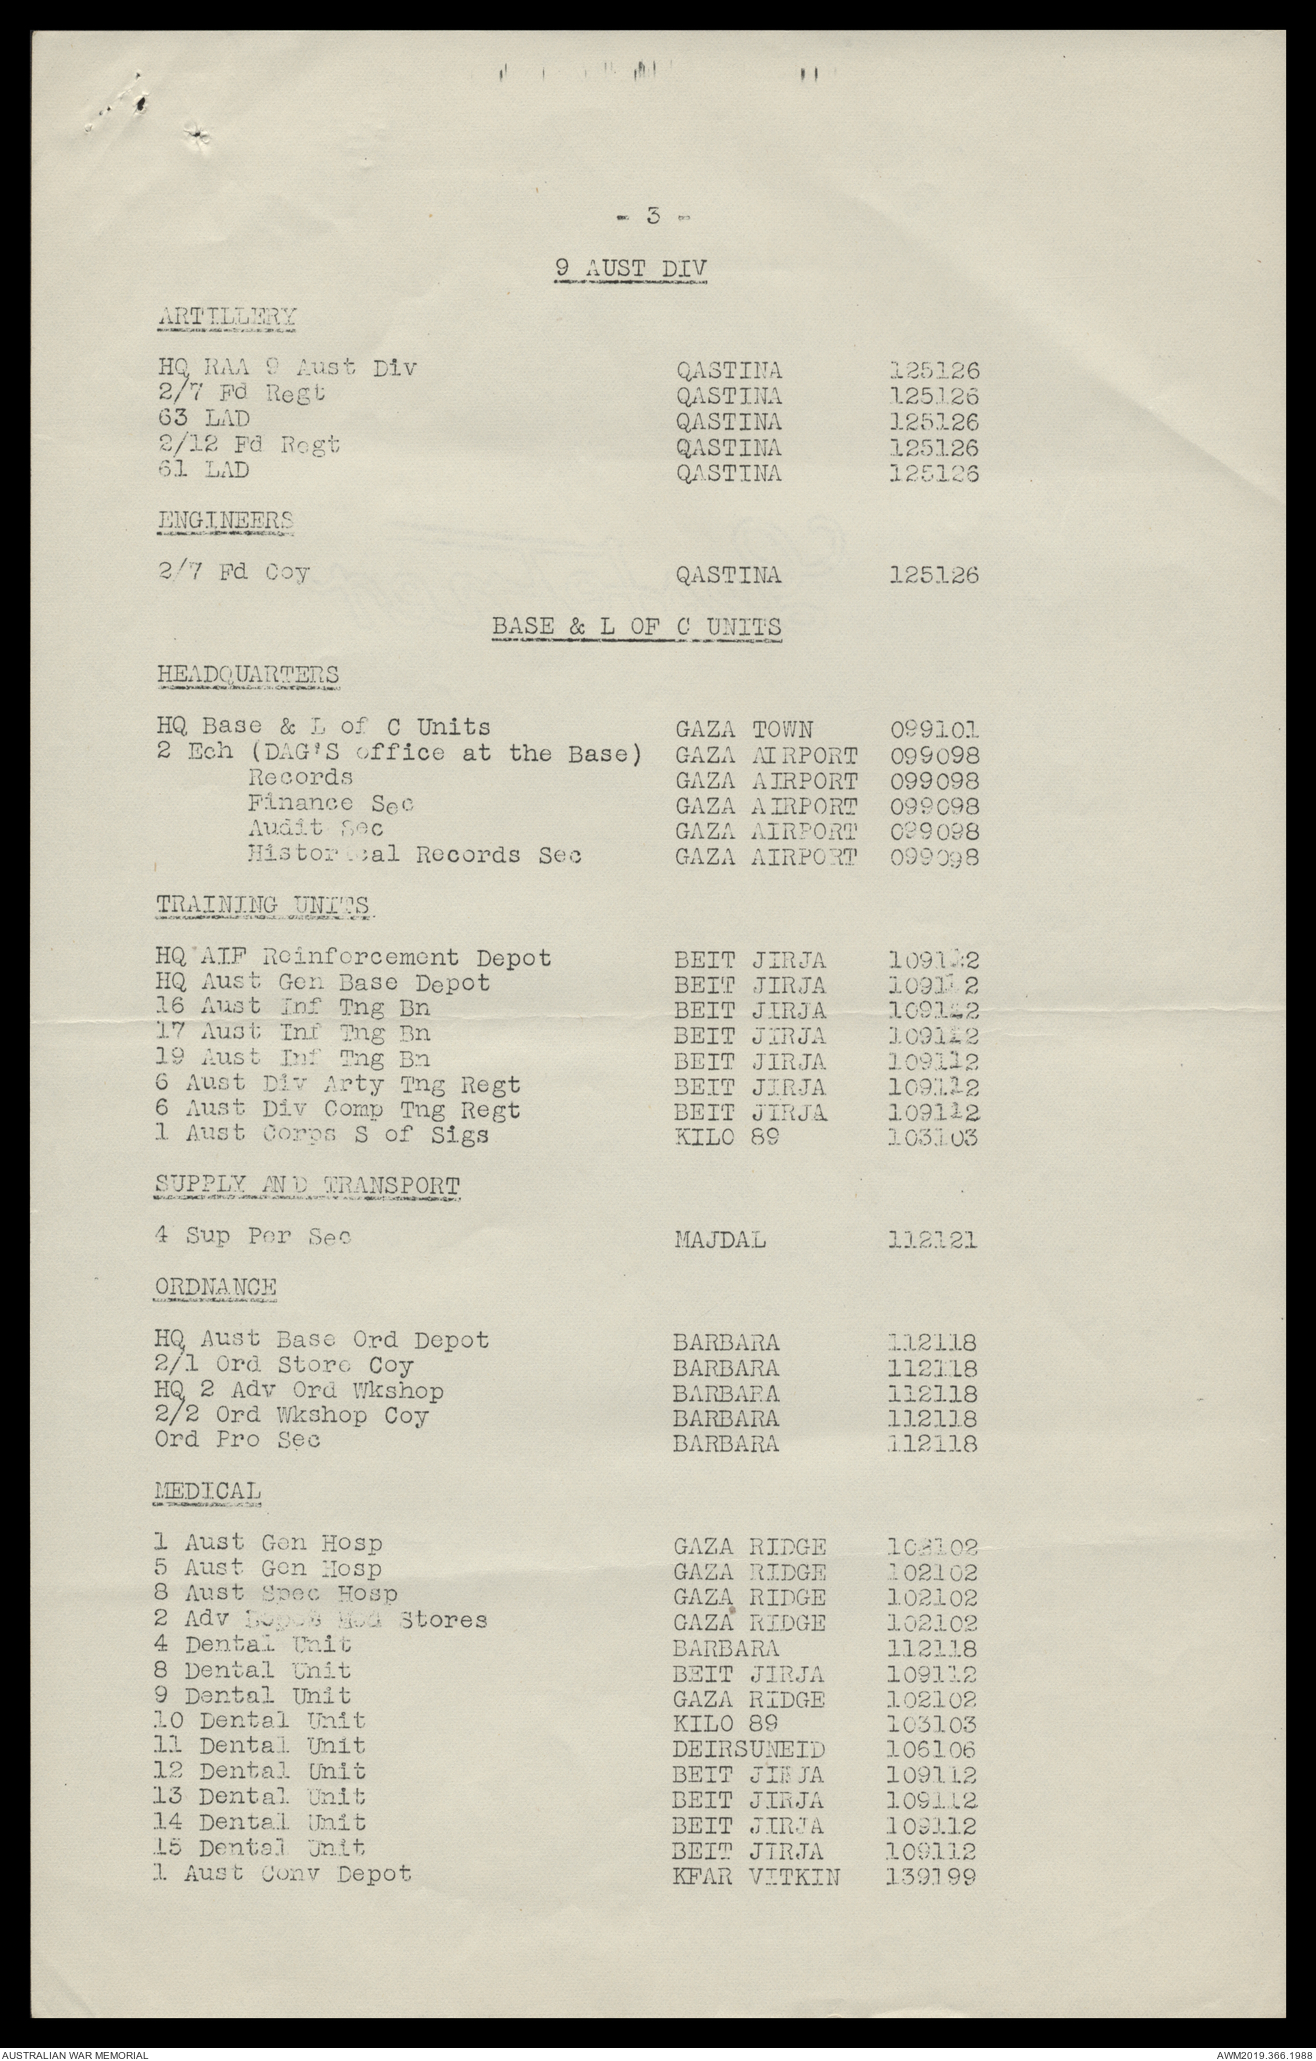 - 3 -
9 AUST DIV
ARTILLERY
HQ RAA 9 Aust Div QASTINA 125126
2/7 Fd Regt QASTINA 125126
63 LAD QASTINA 125126
2/12 Fd Regt QASTINA 125126
61 LAD QASTINA 125126
ENGINEERS
2/7 Fd Coy QASTINA 125126
BASE & L OF C UNITS
HEADQUARTERS
HQ Base & L of C Units GAZA TOWN 099101
2 Ech (DAG'S office at the Base) GAZA AIRPORT 099098
Records GAZA AIRPORT 099098
Finance Sec GAZA AIRPORT 099098
Audit Sec GAZA AIRPORT 099098
Historical Records Sec GAZA AIRPORT 099098
TRAINING UNITS
HQ AIF Reinforcement Depot BEIT JIRJA 109112
HQ Aust Gen Base Depot BEIT JIRJA 109112
16 Aust Inf Tng Bn BEIT JIRJA 109112
17 Aust Inf Tng Bn BEIT JIRJA 109112
19 Aust Inf Tng Bn BEIT JIRJA 109112
6 Aust Div Arty Tng Regt BEIT JIRJA 109112
6 Aust Div Comp Tng Regt BEIT JIRJA 109112
1 Aust Corps S of Sigs KILO 89 103103
SUPPLY AND TRANSPORT
4 Sup Per Sec MAJDAL 112121
ORDNANCE
HQ Aust Base Ord Depot BARBARA 112118
2/1 Ord Store Coy BARBARA 112118
HQ 2 Adv Ord Wkshop BARBARA 112118
2/2 Ord Wkshop Coy BARBARA 112118
Ord Pro Sec BARBARA 112118
MEDICAL
1 Aust Gen Hosp GAZA RIDGE 102102
5 Aust Gen Hosp GAZA RIDGE 102102
8 Aust Spec Hosp GAZA RIDGE 102102
2 Adv Depot Med Stores GAZA RIDGE 102102
4 Dental Unit BARBARA 112118
8 Dental Unit BEIT JIRJA 109112
9 Dental Unit GAZA RIDGE 102102
10 Dental Unit KILO 89 103103
11 Dental Unit DEIRSUNEID 106106
12 Dental Unit BEIT JIRJA 109112
13 Dental Unit BEIT JIRJA 109112
14 Dental Unit BEIT JIRJA 109112
15 Dental Unit BEIT JIRJA 109112
1 Aust Conv Depot KFAR VITKIN 139199
AUSTRALIAN WAR MEMORIAL AWM2019.366.1988